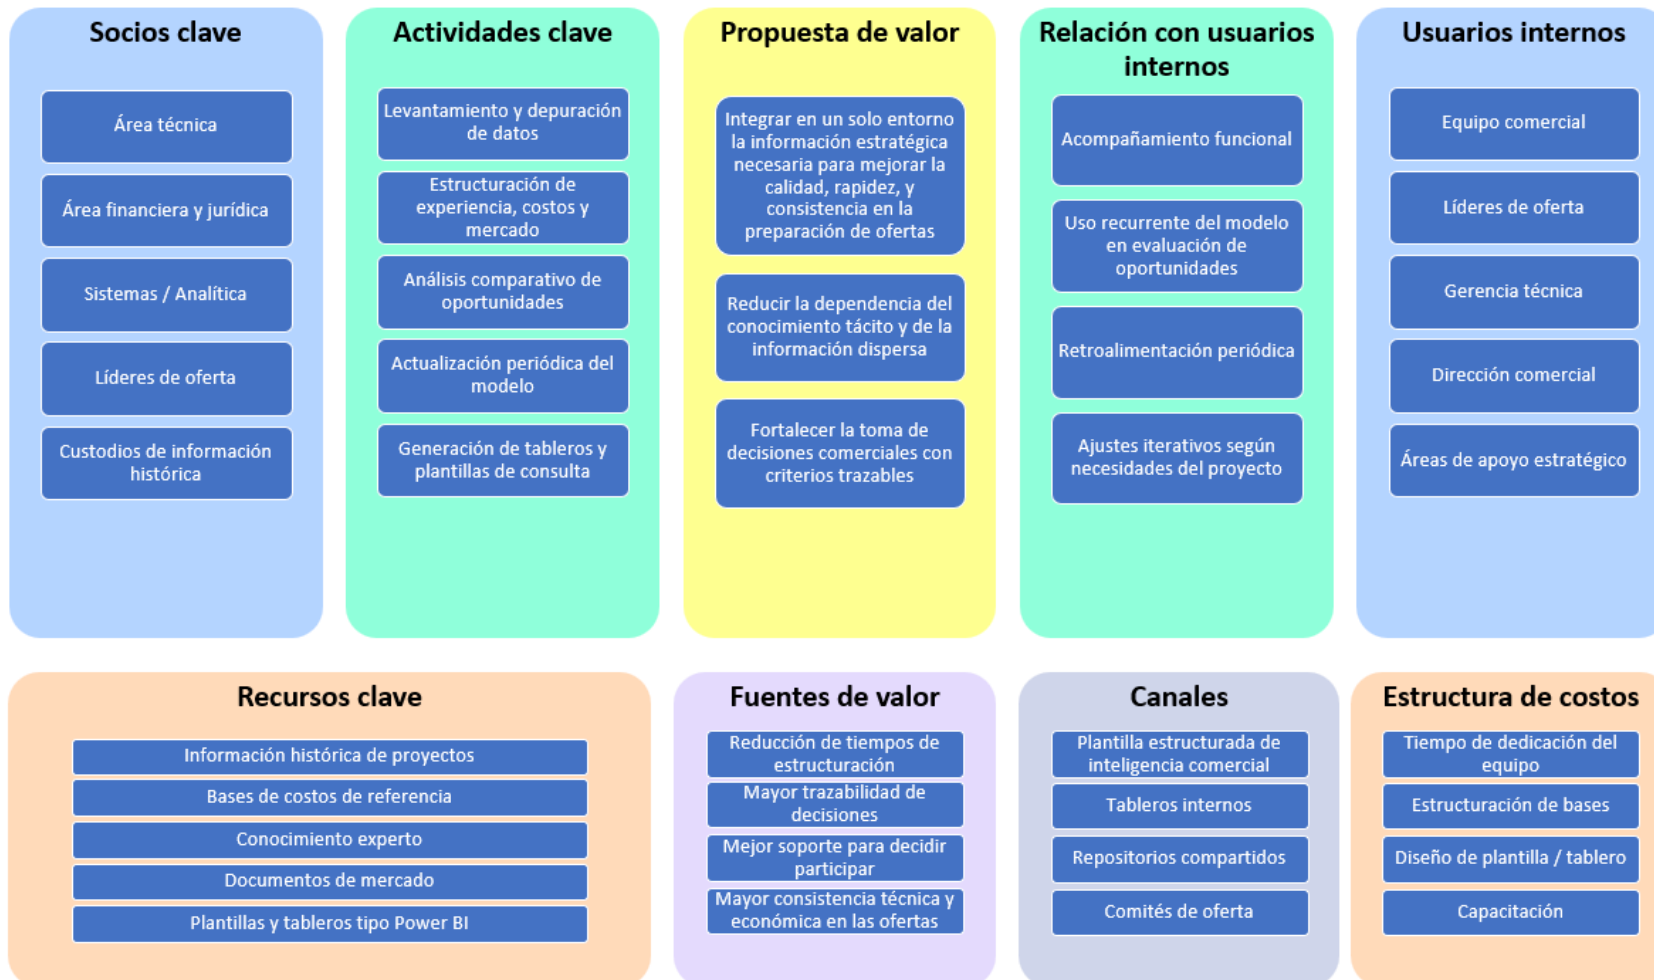 Socios clave
Área técnica
Área financiera y jurídica
Sistemas / Analítica
Líderes de oferta
Custodios de información
histórica
Actividades clave
Levantamiento y depuración
de datos
Estructuración de
experiencia, costos y
mercado
Análisis comparativo de
oportunidades
Actualización periódica del
modelo
Generación de tableros y
plantillas de consulta
Propuesta de valor
Integrar en un solo entorno
la información estratégica
necesaria para mejorar la
calidad, rapidez, y
consistencia en la
preparación de ofertas
Reducir la dependencia del
conocimiento tácito y de la
información dispersa
Fortalecer la toma de
decisiones comerciales con
criterios trazables
Relación con usuarios
internos
Acompañamiento funcional
Uso recurrente del modelo
en evaluación de
oportunidades
Retroalimentación periódica
Ajustes iterativos según
necesidades del proyecto
Usuarios internos
Equipo comercial
Líderes de oferta
Gerencia técnica
Dirección comercial
Áreas de apoyo estratégico
Recursos clave
Información histórica de proyectos
Bases de costos de referencia
Conocimiento experto
Documentos de mercado
Plantillas y tableros tipo Power BI
Fuentes de valor
Reducción de tiempos de
estructuración
Mayor trazabilidad de
decisiones
Mejor soporte para decidir
participar
Mayor consistencia técnica y
económica en las ofertas
Canales
Plantilla estructurada de
inteligencia comercial
Tableros internos
Repositorios compartidos
Comités de oferta
Estructura de costos
Tiempo de dedicación del
equipo
Estructuración de bases
Diseño de plantilla / tablero
Capacitación